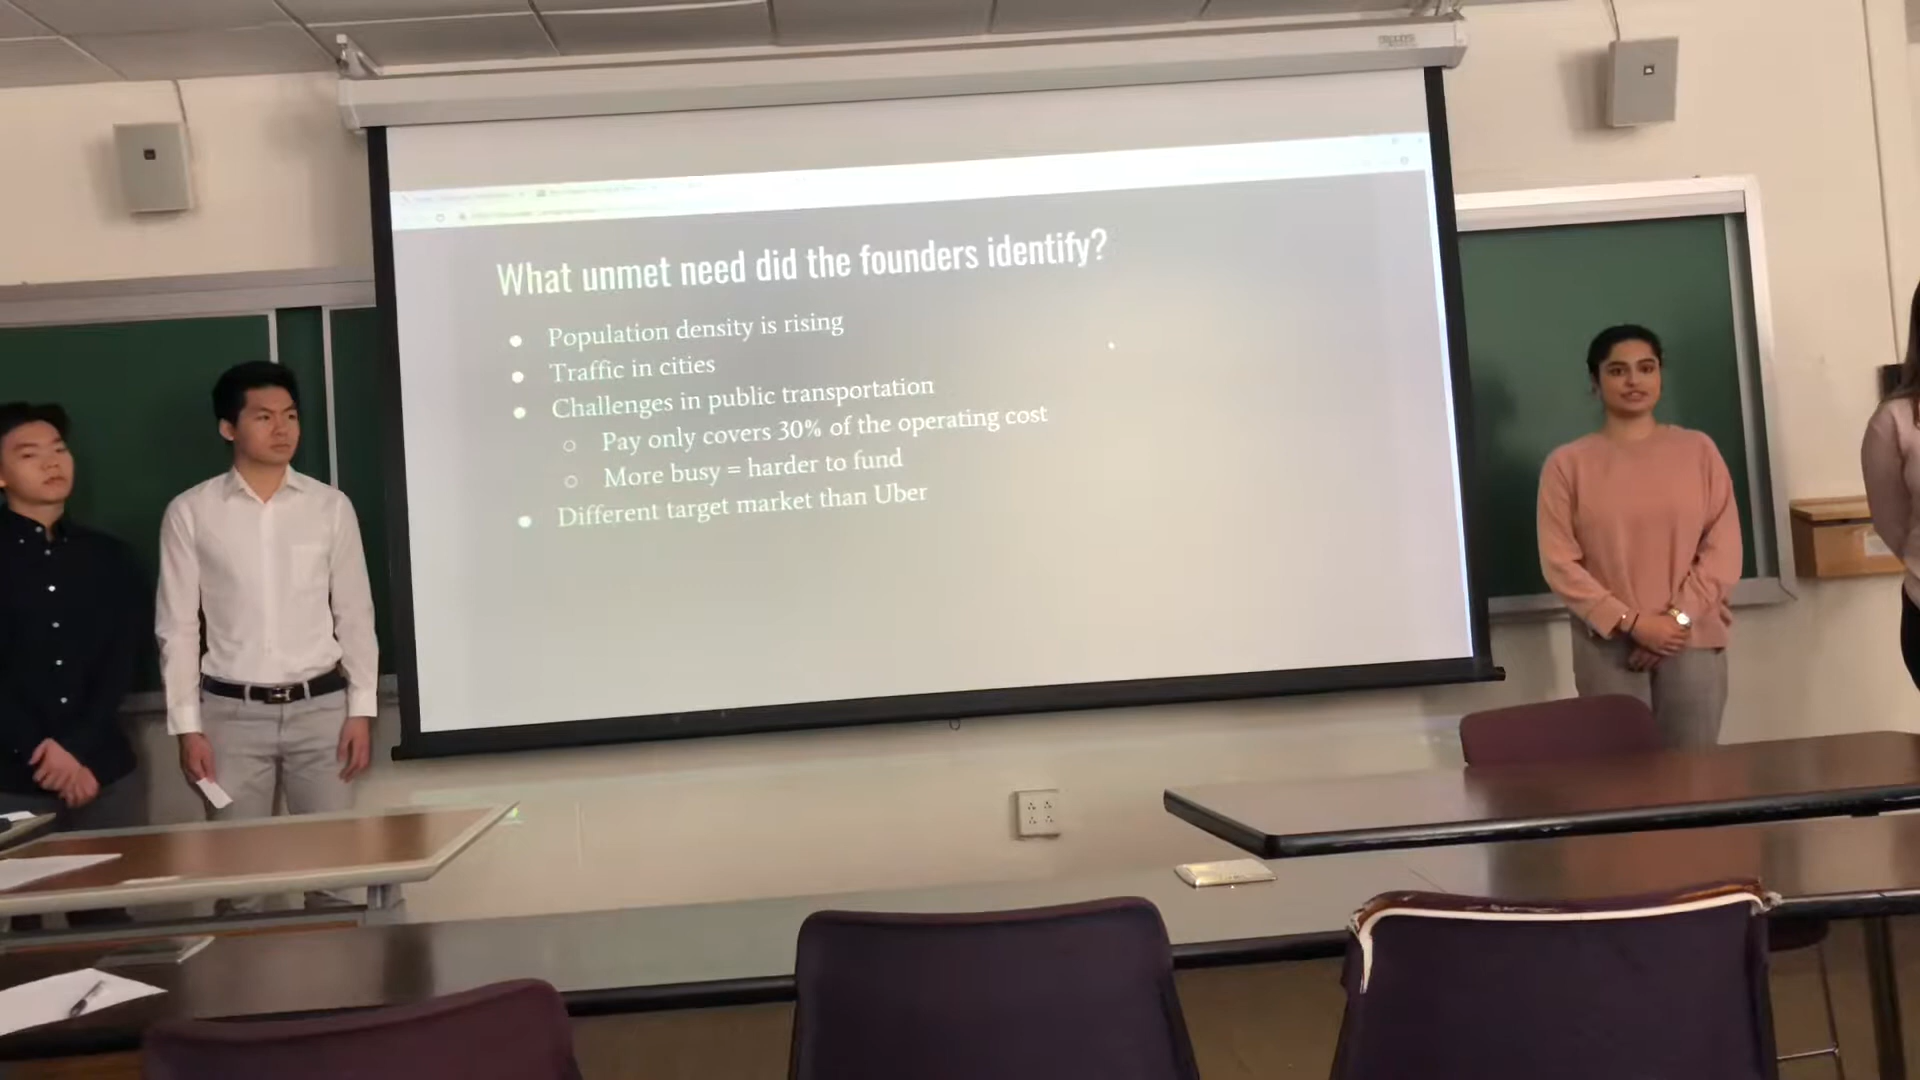 What unmet need did the founders identify?
● Population density is rising
● Traffic in cities
● Challenges in public transportation
○ Pay only covers 30% of the operating cost
○ More busy = harder to fund
● Different target market than Uber